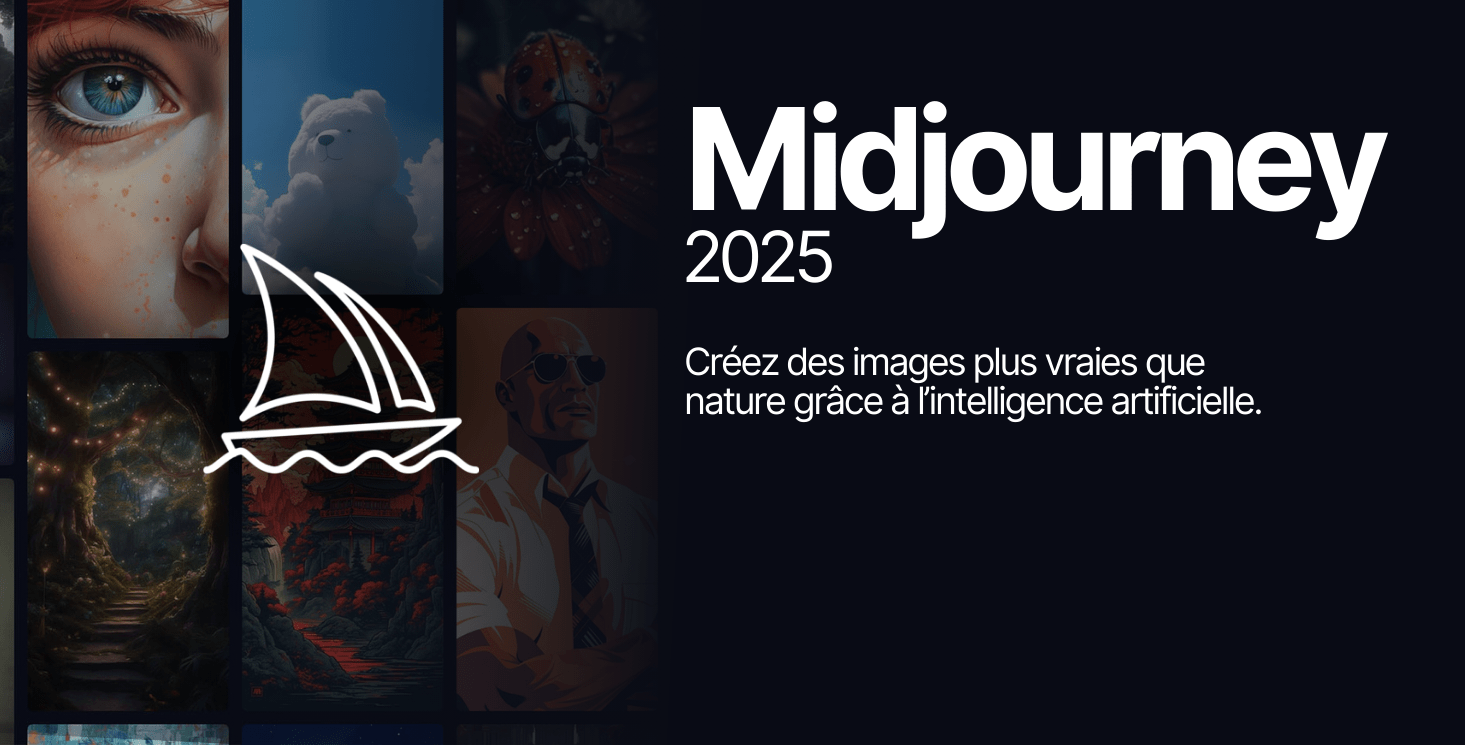 Midjourney
2025
Créez des images plus vraies que
nature grâce à l’intelligence artificielle.